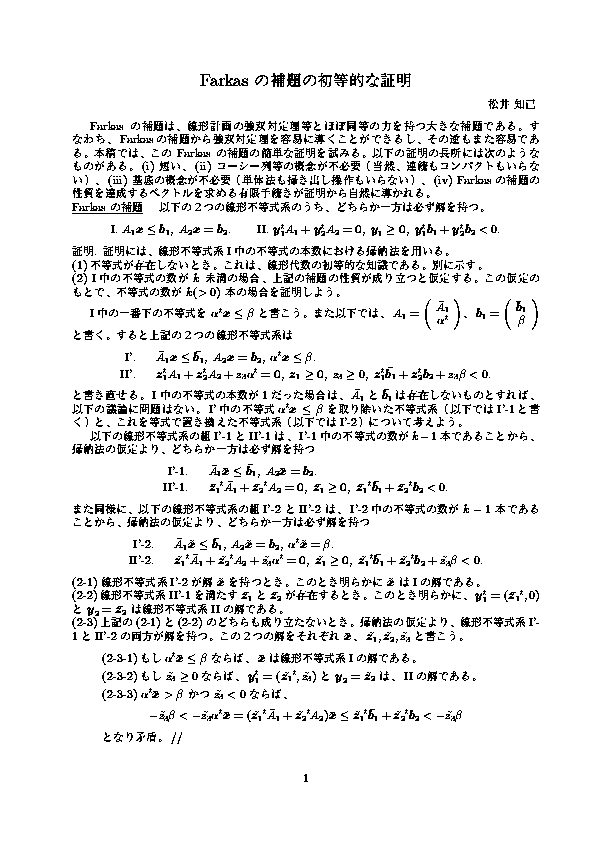 Farkas の補題の初等的な証明
松井 知己
Farkas の補題は、線形計画の強双対定理等とほぼ同等の力を持つ大きな補題である。す
なわち、Farkasの補題から強双対定理を容易に導くことができるし、その逆もまた容易であ
る。本稿では、この Farkas の補題の簡単な証明を試みる。以下の証明の長所には次のような
ものがある。(i) 短い、(ii) コーシー列等の概念が不必要（当然、連続もコンパクトもいらな
い）、(iii) 基底の概念が不必要（単体法も掃き出し操作もいらない）、(iv) Farkas の補題の
性質を達成するベクトルを求める有限手続きが証明から自然に導かれる。
Farkas の補題　以下の２つの線形不等式系のうち、どちらか一方は必ず解を持つ。
I. A₁x ≤ b₁, A₂x = b₂.　　II. y₁ᵗA₁ + y₂ᵗA₂ = 0, y₁ ≥ 0, y₁ᵗb₁ + y₂ᵗb₂ < 0.
証明. 証明には、線形不等式系 I 中の不等式の本数における帰納法を用いる。
(1) 不等式が存在しないとき。これは、線形代数の初等的な知識である。別に示す。
(2) I 中の不等式の数が k 未満の場合、上記の補題の性質が成り立つと仮定する。この仮定の
もとで、不等式の数が k(> 0) 本の場合を証明しよう。
I 中の一番下の不等式を αᵗx ≤ β と書こう。また以下では、A₁ = ( Ā₁ αᵗ )、b₁ = ( b̄₁ β )
と書く。すると上記の２つの線形不等式系は
I'.　Ā₁x ≤ b̄₁, A₂x = b₂, αᵗx ≤ β.
II'.　z₁ᵗĀ₁ + z₂ᵗA₂ + z₃αᵗ = 0, z₁ ≥ 0, z₃ ≥ 0, z₁ᵗb̄₁ + z₂ᵗb₂ + z₃β < 0.
と書き直せる。I 中の不等式の本数が 1 だった場合は、Ā₁ と b̄₁ は存在しないものとすれば、
以下の議論に問題はない。I' 中の不等式 αᵗx ≤ β を取り除いた不等式系（以下では I'-1 と書
く）と、これを等式で置き換えた不等式系（以下では I'-2）について考えよう。
以下の線形不等式系の組 I'-1 と II'-1 は、I'-1 中の不等式の数が k − 1 本であることから、
帰納法の仮定より、どちらか一方は必ず解を持つ
I'-1.　Ā₁x̄ ≤ b̄₁, A₂x̄ = b₂.
II'-1.　z̄₁ᵗĀ₁ + z̄₂ᵗA₂ = 0, z̄₁ ≥ 0, z̄₁ᵗb̄₁ + z̄₂ᵗb₂ < 0.
また同様に、以下の線形不等式系の組 I'-2 と II'-2 は、I'-2 中の不等式の数が k − 1 本である
ことから、帰納法の仮定より、どちらか一方は必ず解を持つ
I'-2.　Ā₁x̃ ≤ b̄₁, A₂x̃ = b₂, αᵗx̃ = β.
II'-2.　z̃₁ᵗĀ₁ + z̃₂ᵗA₂ + z̃₃αᵗ = 0, z̃₁ ≥ 0, z̃₁ᵗb̄₁ + z̃₂ᵗb₂ + z̃₃β < 0.
(2-1) 線形不等式系 I'-2 が解 x̃ を持つとき。このとき明らかに x̃ は I の解である。
(2-2) 線形不等式系 II'-1 を満たす z̄₁ と z̄₂ が存在するとき。このとき明らかに、y₁ᵗ = (z̄₁ᵗ, 0)
と y₂ = z̄₂ は線形不等式系 II の解である。
(2-3) 上記の (2-1) と (2-2) のどちらも成り立たないとき。帰納法の仮定より、線形不等式系 I'-
1 と II'-2 の両方が解を持つ。この２つの解をそれぞれ x̄、z̃₁, z̃₂, z̃₃ と書こう。
(2-3-1) もし αᵗx̄ ≤ β ならば、x̄ は線形不等式系 I の解である。
(2-3-2) もし z̃₃ ≥ 0 ならば、y₁ᵗ = (z̃₁ᵗ, z̃₃) と y₂ = z̃₂ は、II の解である。
(2-3-3) αᵗx̄ > β かつ z̃₃ < 0 ならば、
−z̃₃β < −z̃₃αᵗx̄ = (z̃₁ᵗĀ₁ + z̃₂ᵗA₂)x̄ ≤ z̃₁ᵗb̄₁ + z̃₂ᵗb₂ < −z̃₃β
となり矛盾。//
1